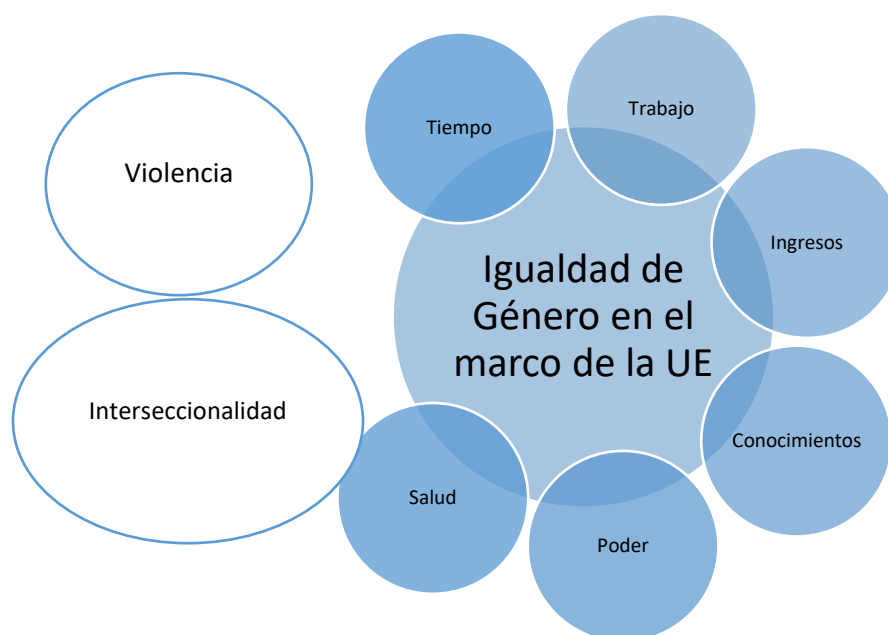 Tiempo
Trabajo
Violencia
Ingresos
Igualdad de
Género en el
marco de la UE
Interseccionalidad
Conocimientos
Salud
Poder